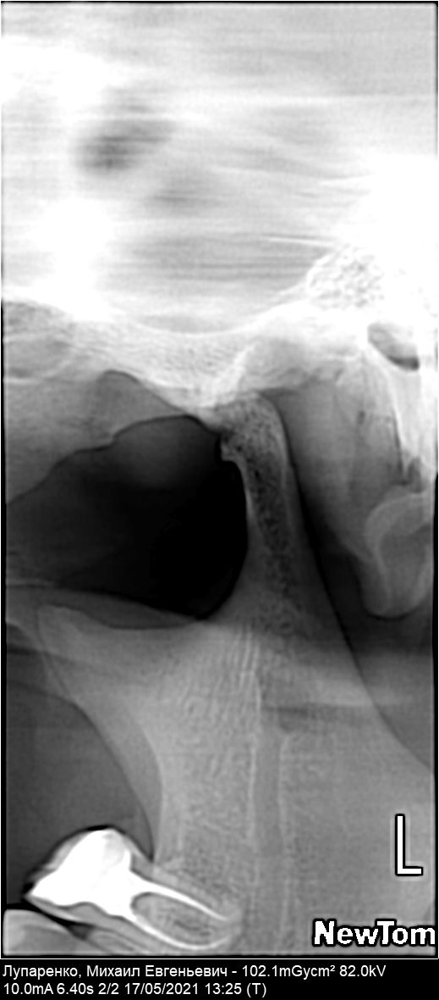 L
NewTom
Лупаренко, Михаил Евгеньевич - 102.1mGycm² 82.0kV
10.0mA 6.40s 2/2 17/05/2021 13:25 (T)